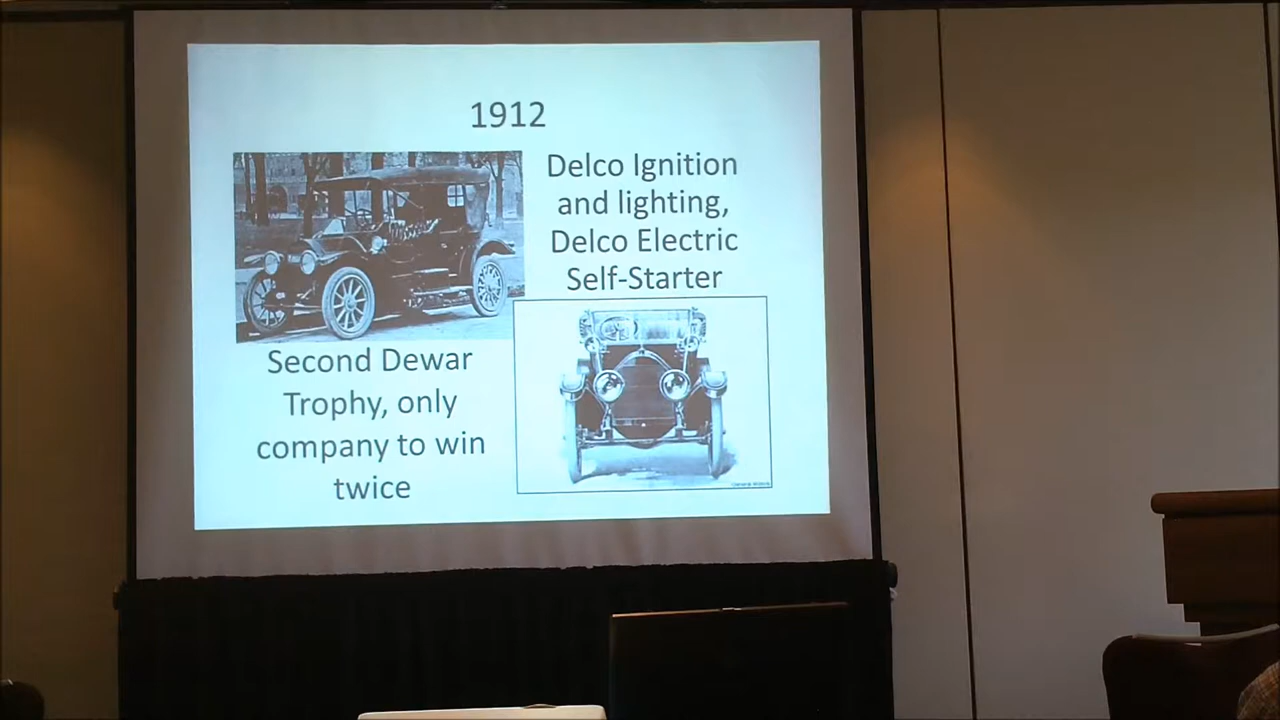 1912
Delco Ignition
and lighting,
Delco Electric
Self-Starter
Second Dewar
Trophy, only
company to win
twice